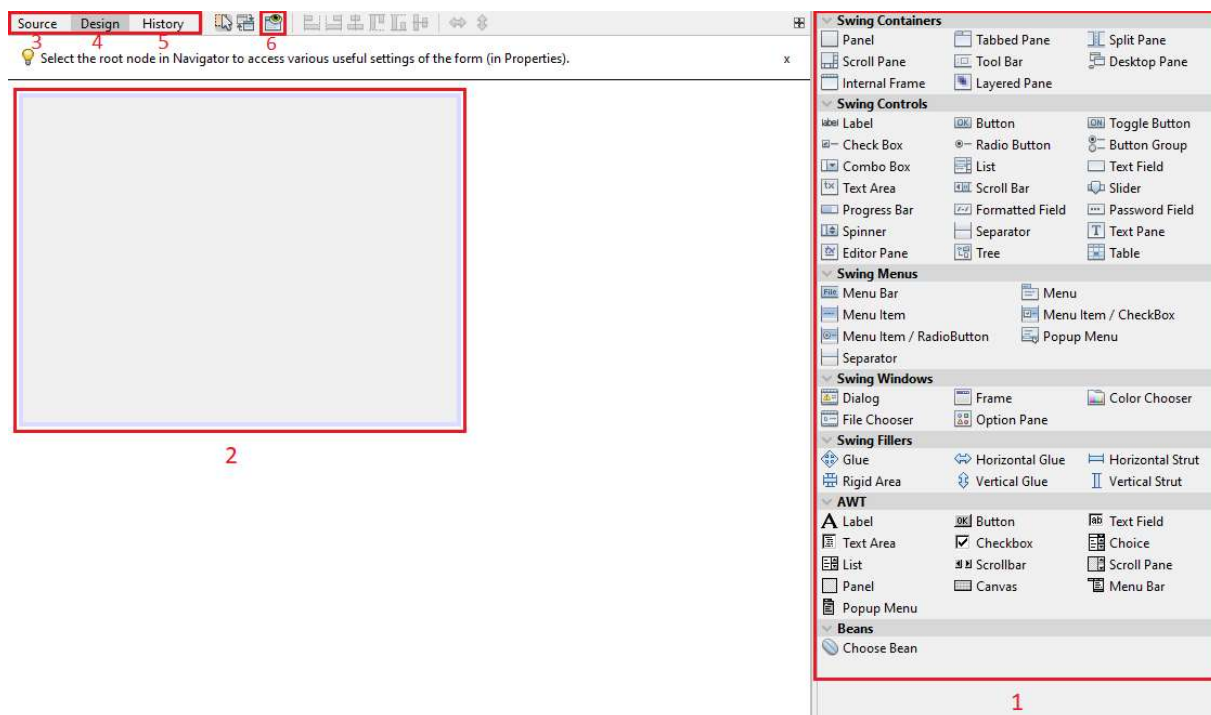 Source Design History
3 4 5 6
Select the root node in Navigator to access various useful settings of the form (in Properties). x
2
Swing Containers
Panel Tabbed Pane Split Pane
Scroll Pane Tool Bar Desktop Pane
Internal Frame Layered Pane
Swing Controls
label Label OK Button ON Toggle Button
Check Box Radio Button Button Group
Combo Box List Text Field
Text Area Scroll Bar Slider
Progress Bar Formatted Field Password Field
Spinner Separator T Text Pane
Editor Pane Tree Table
Swing Menus
File Menu Bar Menu
Menu Item Menu Item / CheckBox
Menu Item / RadioButton Popup Menu
Separator
Swing Windows
Dialog Frame Color Chooser
File Chooser Option Pane
Swing Fillers
Glue Horizontal Glue Horizontal Strut
Rigid Area Vertical Glue Vertical Strut
AWT
A Label OK Button ab Text Field
Text Area Checkbox Choice
List Scrollbar Scroll Pane
Panel Canvas Menu Bar
Popup Menu
Beans
Choose Bean
1